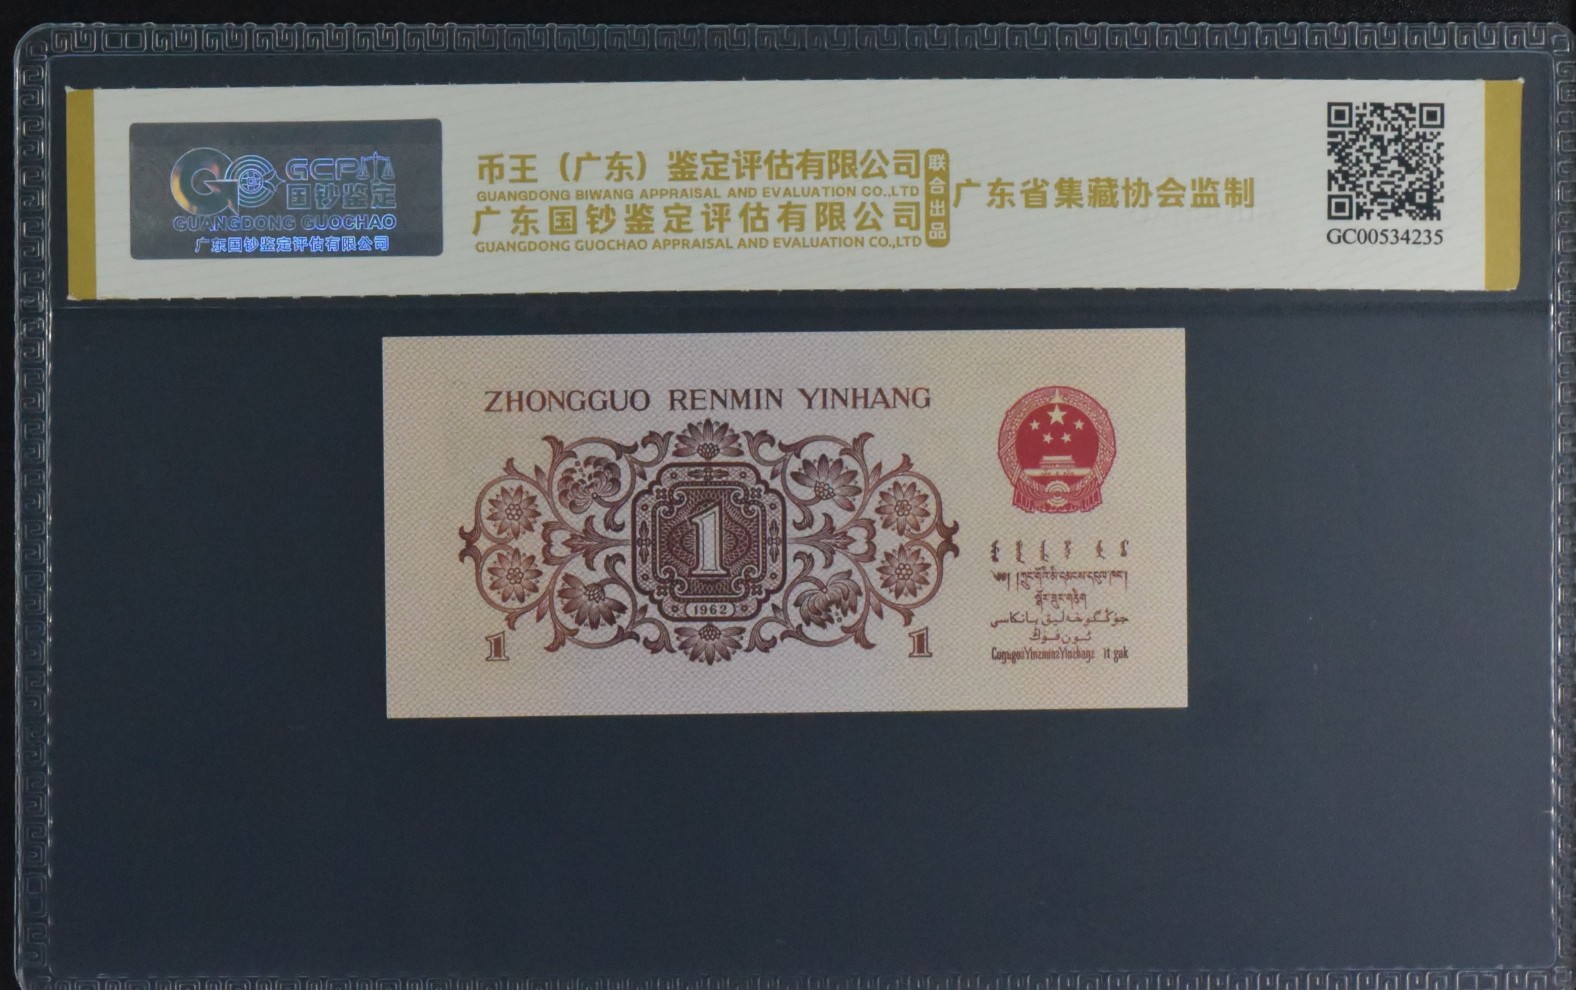 GCP
国钞鉴定
GUANGDONG GUOCHAO
广东国钞鉴定评估有限公司
币王（广东）鉴定评估有限公司
GUANGDONG BIWANG APPRAISAL AND EVALUATION CO.,LTD
广东国钞鉴定评估有限公司
GUANGDONG GUOCHAO APPRAISAL AND EVALUATION CO.,LTD
联合出品
广东省集藏协会监制
GC00534235
ZHONGGUO RENMIN YINHANG
1
1962
1
1
جۇڭگو خەلىق بانكاسى